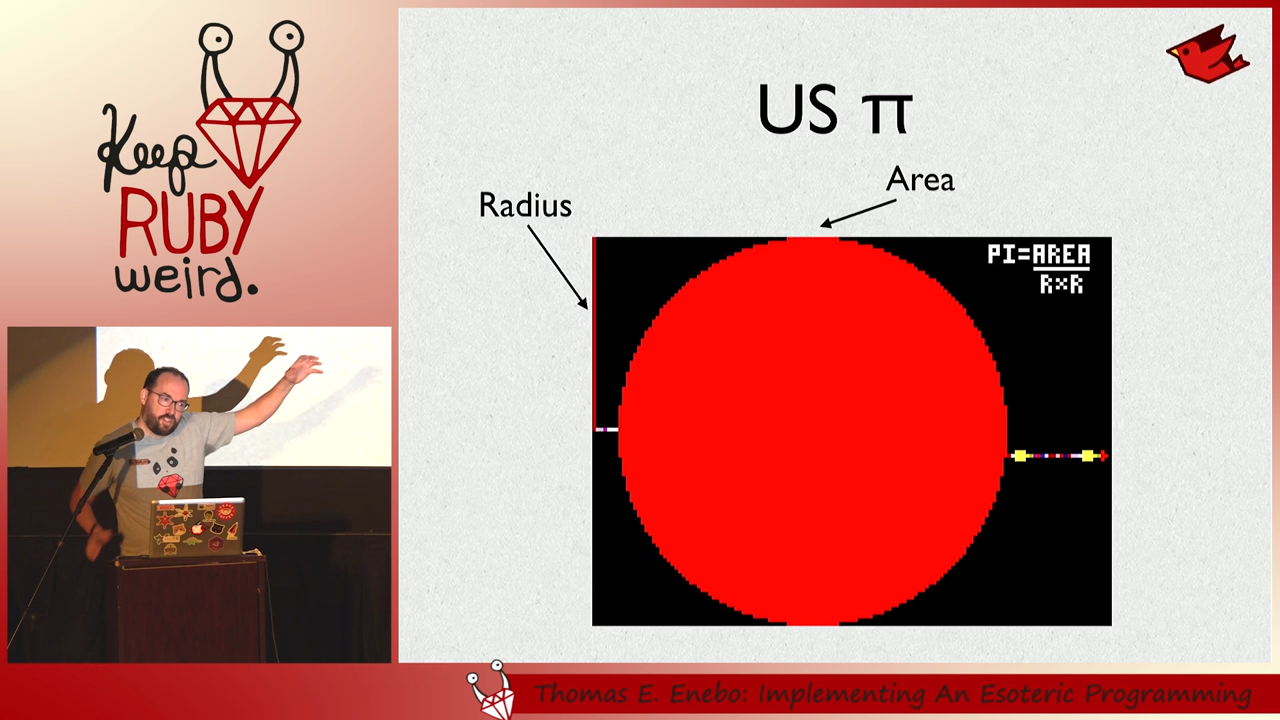 Keep
RUBY
weird.
US π
Area
Radius
PI=AREA
R×R
Thomas E. Enebo: Implementing An Esoteric Programming